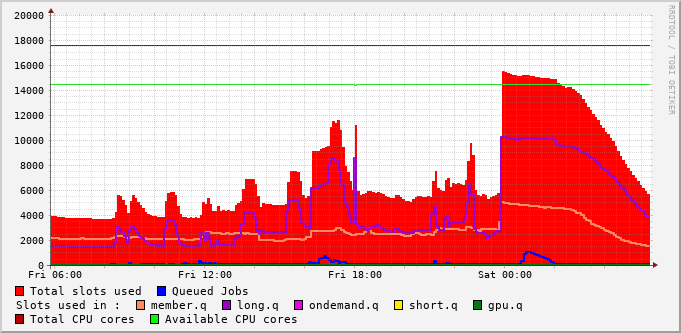 20000
18000
16000
14000
12000
10000
8000
6000
4000
2000
0
Fri 06:00 Fri 12:00 Fri 18:00 Sat 00:00
RRDTOOL / TOBI OETIKER
Total slots used Queued Jobs
Slots used in : member.q long.q ondemand.q short.q gpu.q
Total CPU cores Available CPU cores